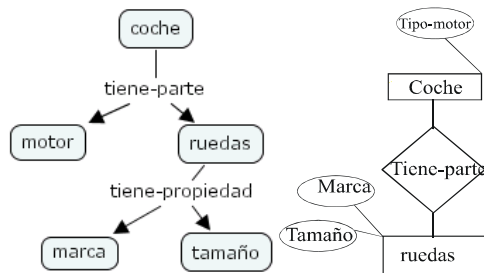 coche
tiene-parte
motor
ruedas
tiene-propiedad
marca
tamaño
Tipo-motor
Coche
Tiene-parte
Marca
Tamaño
ruedas